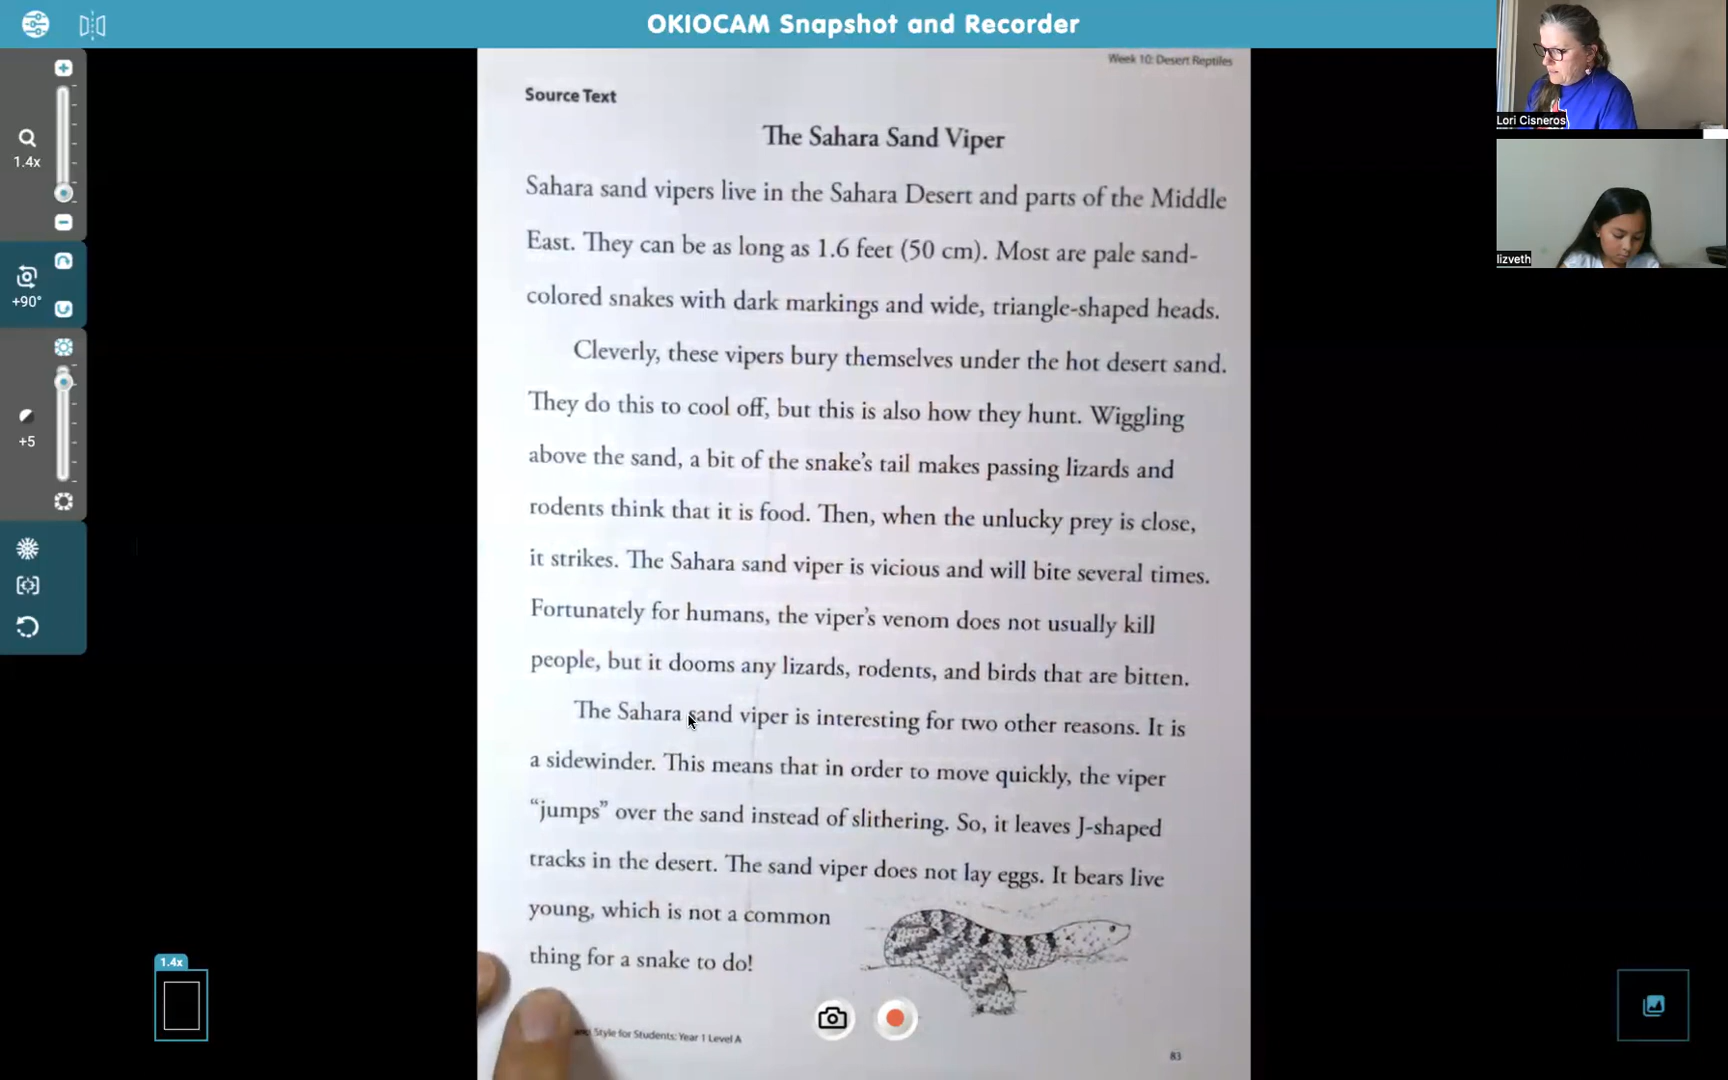 OKIOCAM Snapshot and Recorder
Lori Cisneros
lizveth
1.4x
+90°
+5
1.4x
Week 10: Desert Reptiles
Source Text
The Sahara Sand Viper
Sahara sand vipers live in the Sahara Desert and parts of the Middle
East. They can be as long as 1.6 feet (50 cm). Most are pale sand-
colored snakes with dark markings and wide, triangle-shaped heads.
Cleverly, these vipers bury themselves under the hot desert sand.
They do this to cool off, but this is also how they hunt. Wiggling
above the sand, a bit of the snake's tail makes passing lizards and
rodents think that it is food. Then, when the unlucky prey is close,
it strikes. The Sahara sand viper is vicious and will bite several times.
Fortunately for humans, the viper's venom does not usually kill
people, but it dooms any lizards, rodents, and birds that are bitten.
The Sahara sand viper is interesting for two other reasons. It is
a sidewinder. This means that in order to move quickly, the viper
“jumps” over the sand instead of slithering. So, it leaves J-shaped
tracks in the desert. The sand viper does not lay eggs. It bears live
young, which is not a common
thing for a snake to do!
and Style for Students: Year 1 Level A
83